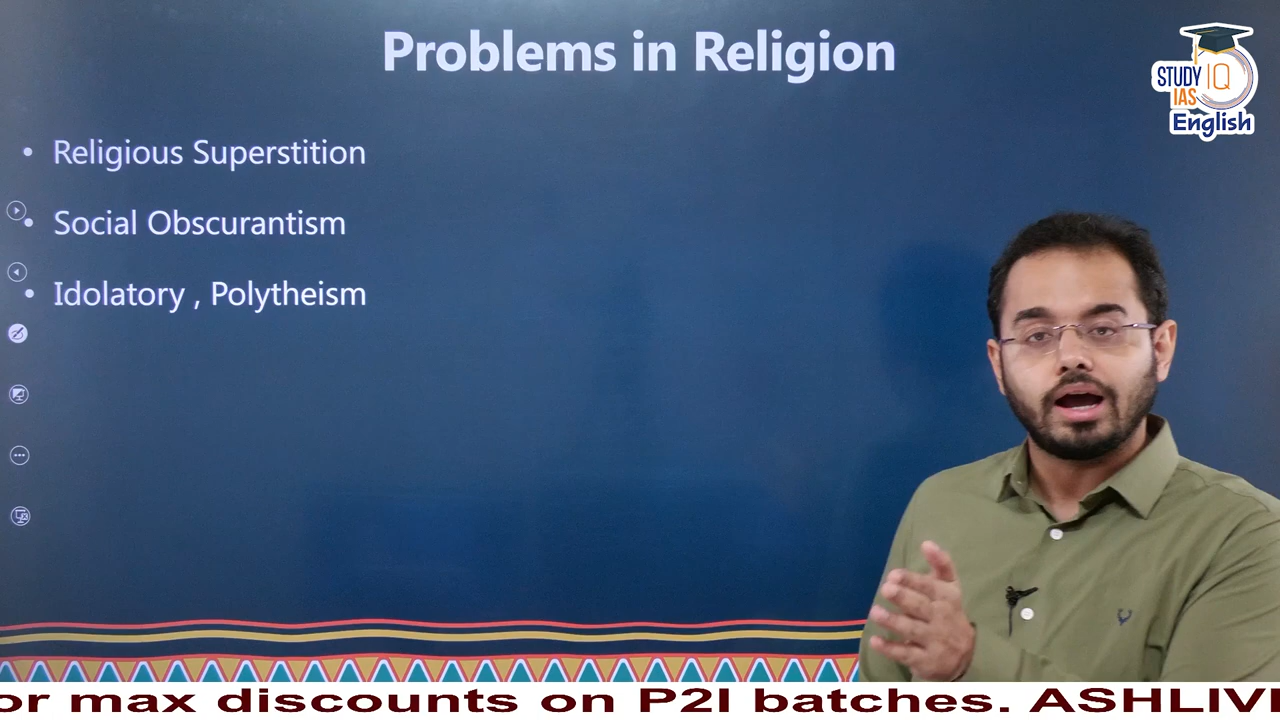 Problems in Religion
STUDY IQ
IAS
English
• Religious Superstition
• Social Obscurantism
• Idolatory , Polytheism
or max discounts on P2I batches. ASHLIV